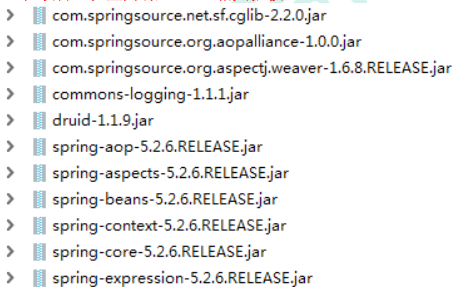 com.springsource.net.sf.cglib-2.2.0.jar
com.springsource.org.aopalliance-1.0.0.jar
com.springsource.org.aspectj.weaver-1.6.8.RELEASE.jar
commons-logging-1.1.1.jar
druid-1.1.9.jar
spring-aop-5.2.6.RELEASE.jar
spring-aspects-5.2.6.RELEASE.jar
spring-beans-5.2.6.RELEASE.jar
spring-context-5.2.6.RELEASE.jar
spring-core-5.2.6.RELEASE.jar
spring-expression-5.2.6.RELEASE.jar